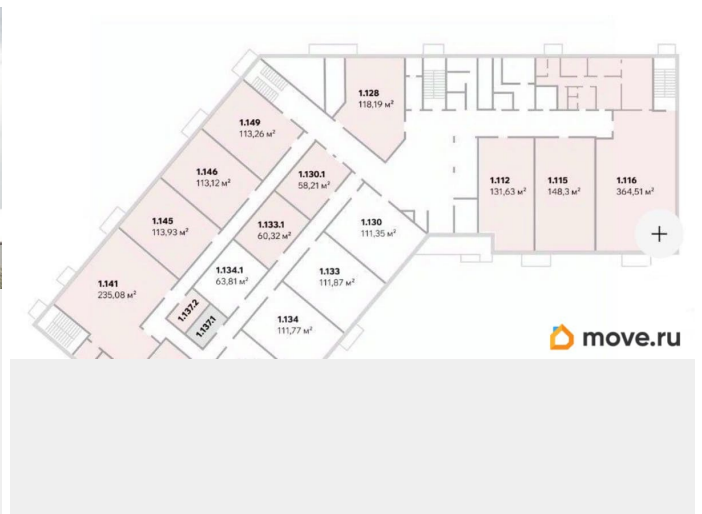 1.128
118,19 м²
1.149
113,26 м²
1.146
113,12 м²
1.130.1
58,21 м²
1.112
131,63 м²
1.115
148,3 м²
1.116
364,51 м²
1.145
113,93 м²
1.133.1
60,32 м²
1.130
111,35 м²
1.141
235,08 м²
1.134.1
63,81 м²
1.133
111,87 м²
1.137.2
1.137.1
1.134
111,77 м²
move.ru